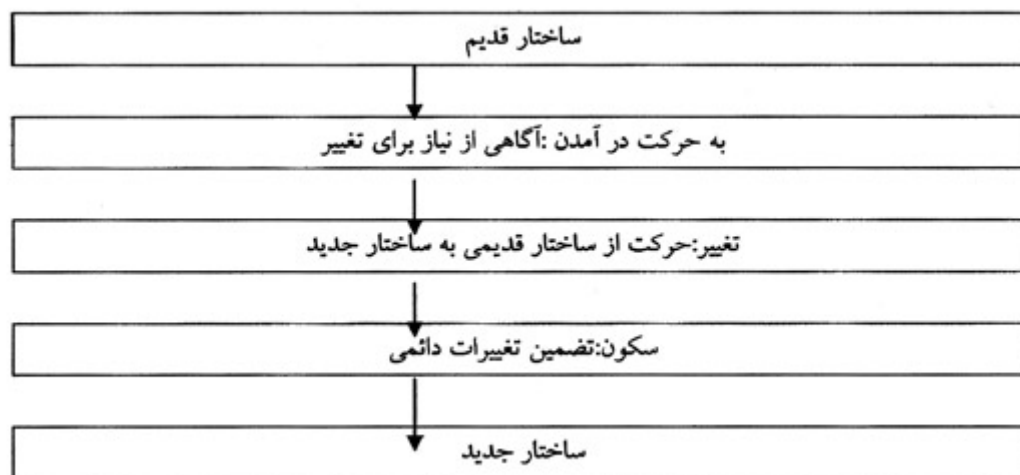 ساختار قدیم
به حرکت در آمدن :آگاهی از نیاز برای تغییر
تغییر:حرکت از ساختار قدیمی به ساختار جدید
سکون:تضمین تغییرات دائمی
ساختار جدید